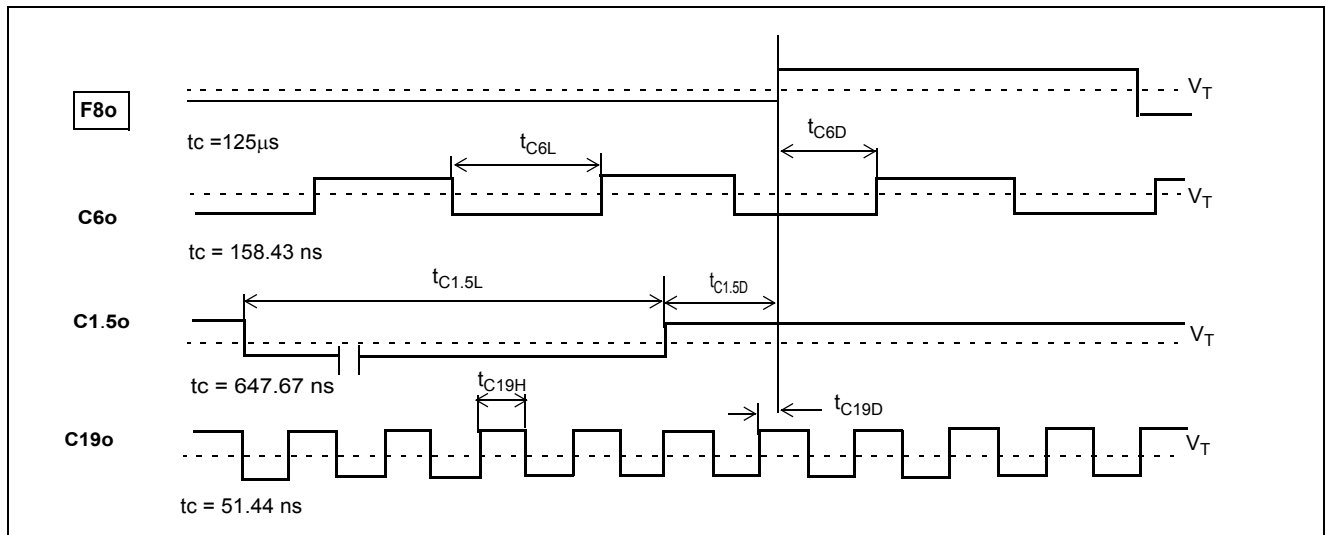 F8o
V_T
tc =125μs
t_C6L
t_C6D
C6o
V_T
tc = 158.43 ns
t_C1.5L
t_C1.5D
C1.5o
V_T
tc = 647.67 ns
t_C19H
t_C19D
C19o
V_T
tc = 51.44 ns